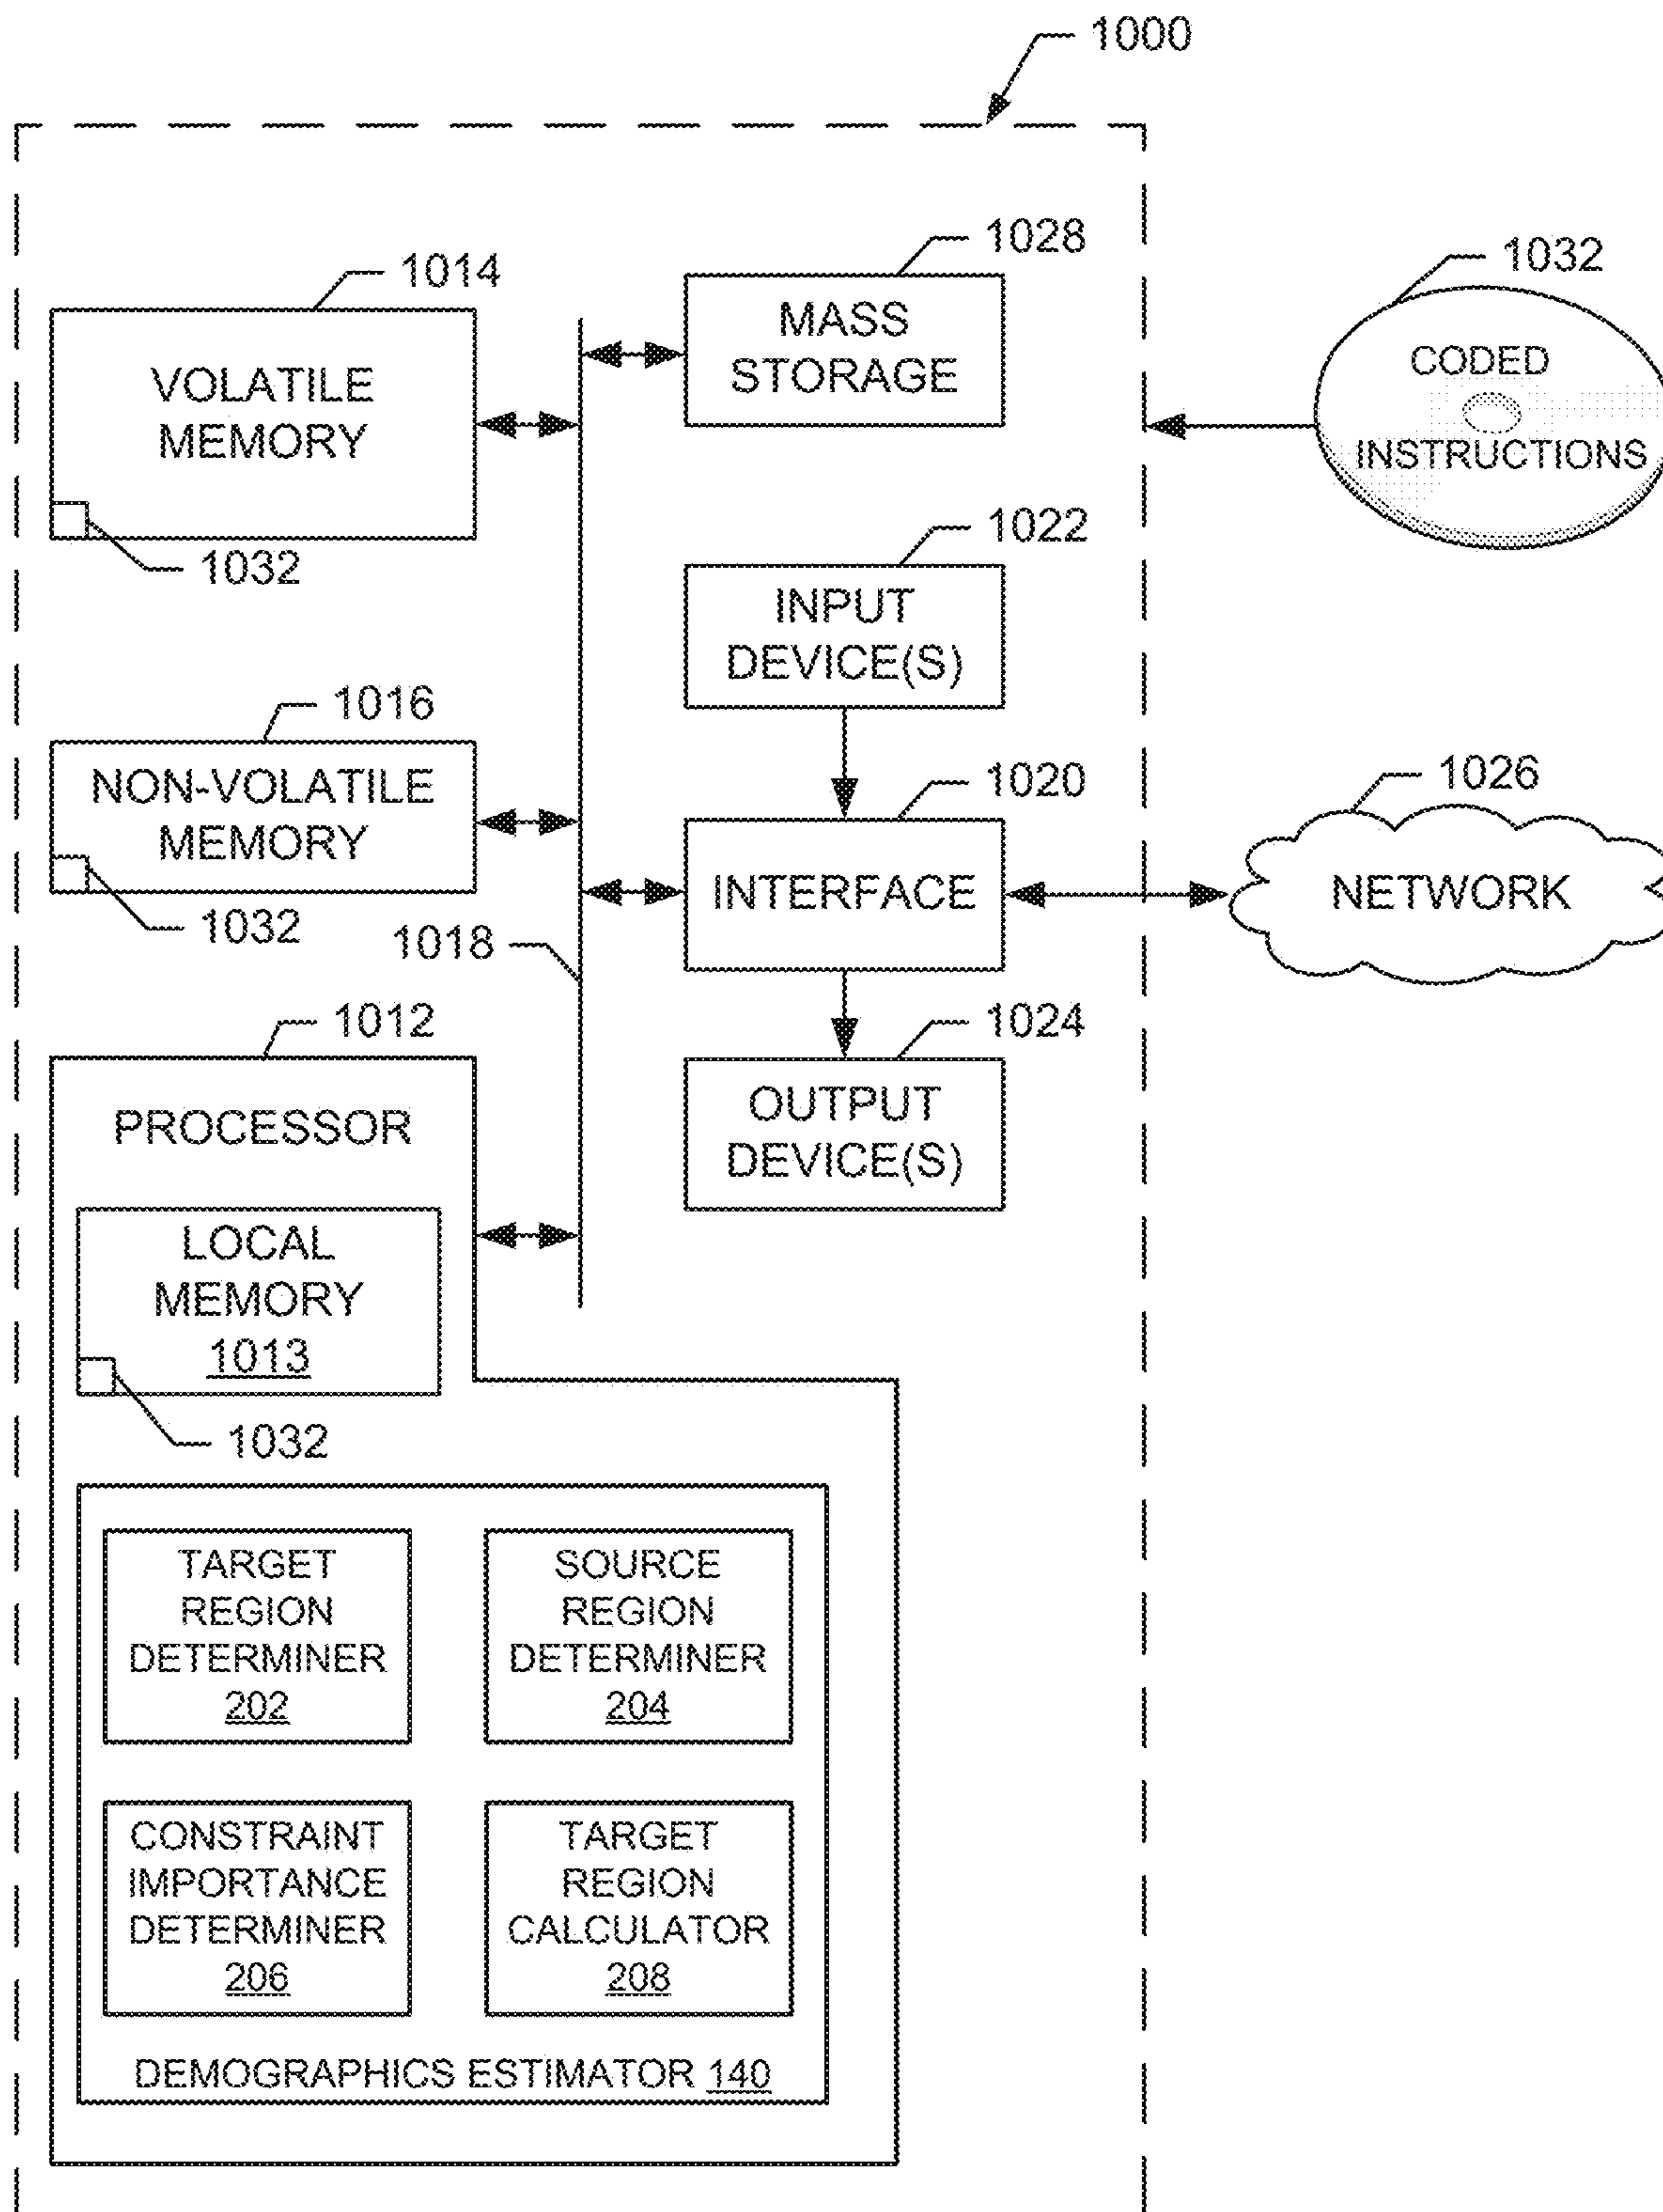 1000
1014
VOLATILE
MEMORY
1032
1028
MASS
STORAGE
1032
CODED
INSTRUCTIONS
1022
INPUT
DEVICE(S)
1016
NON-VOLATILE
MEMORY
1032
1018
1020
INTERFACE
1026
NETWORK
1012
PROCESSOR
1024
OUTPUT
DEVICE(S)
LOCAL
MEMORY
1013
1032
TARGET
REGION
DETERMINER
202
SOURCE
REGION
DETERMINER
204
CONSTRAINT
IMPORTANCE
DETERMINER
206
TARGET
REGION
CALCULATOR
208
DEMOGRAPHICS ESTIMATOR 140